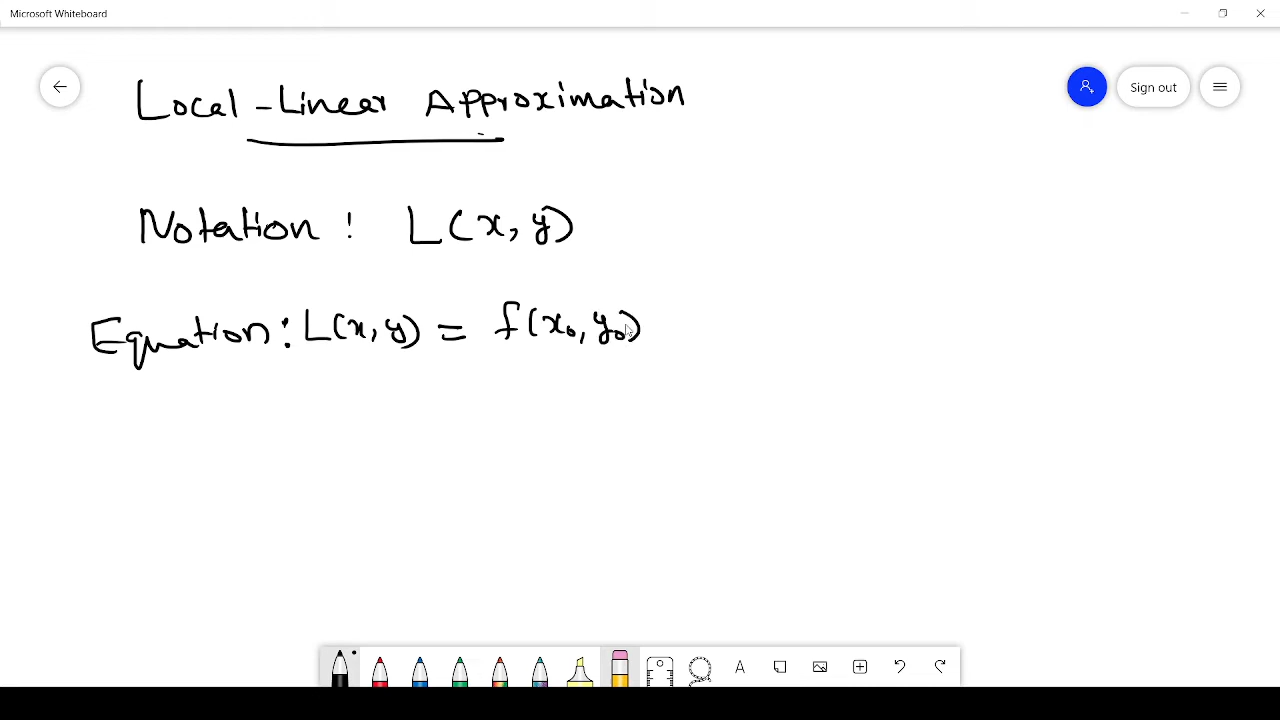 Microsoft Whiteboard
Sign out
Local-Linear Approximation
Notation: L(x, y)
Equation: L(x, y) = f(x₀, y₀)
A